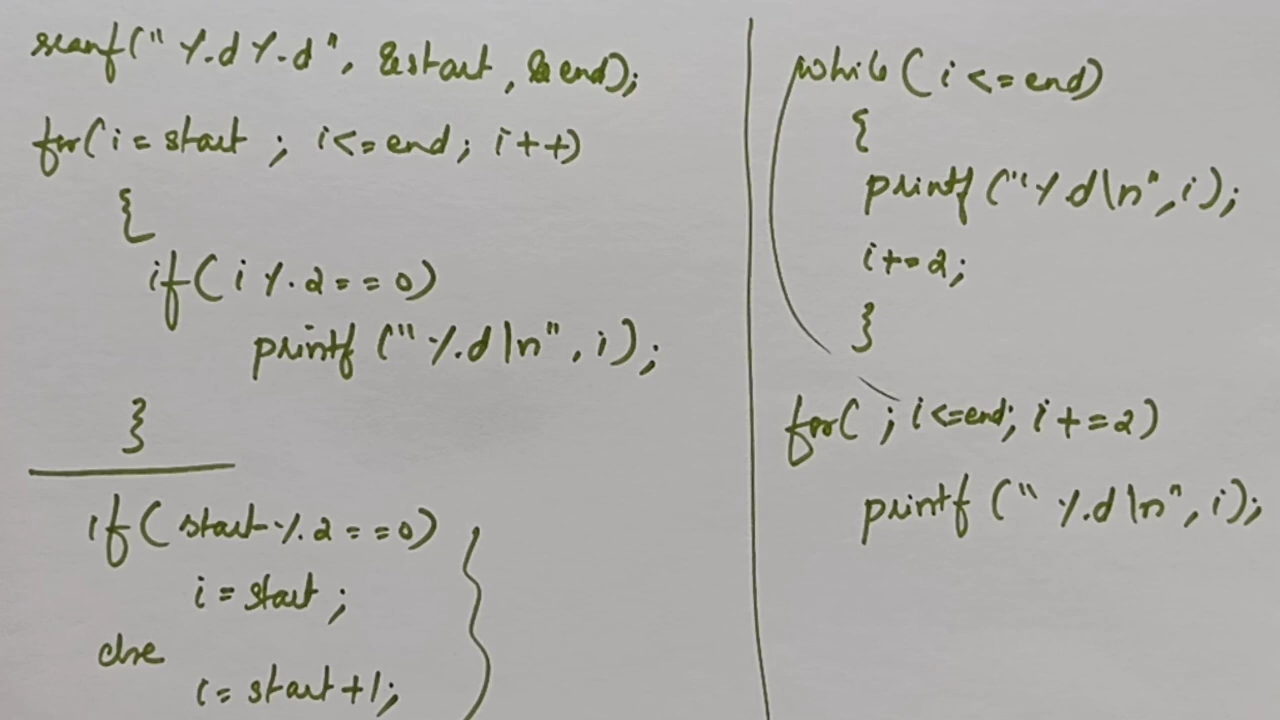 scanf("%d%d", &start, &end);
for(i=start; i<=end; i++)
{
if(i%2==0)
printf("%d\n", i);
}
if(start%2==0)
i=start;
else
i=start+1;
while(i<=end)
{
printf("%d\n", i);
i+=2;
}
for(; i<=end; i+=2)
printf("%d\n", i);